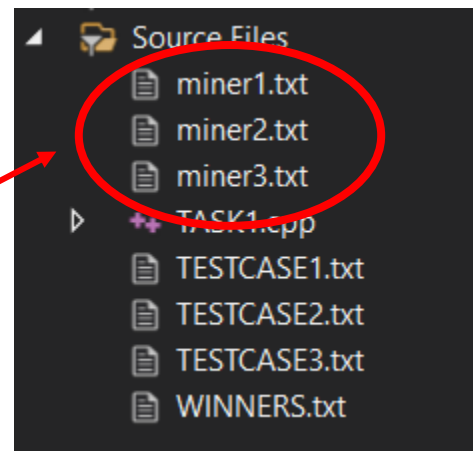 Source Files
miner1.txt
miner2.txt
miner3.txt
TASK1.cpp
TESTCASE1.txt
TESTCASE2.txt
TESTCASE3.txt
WINNERS.txt